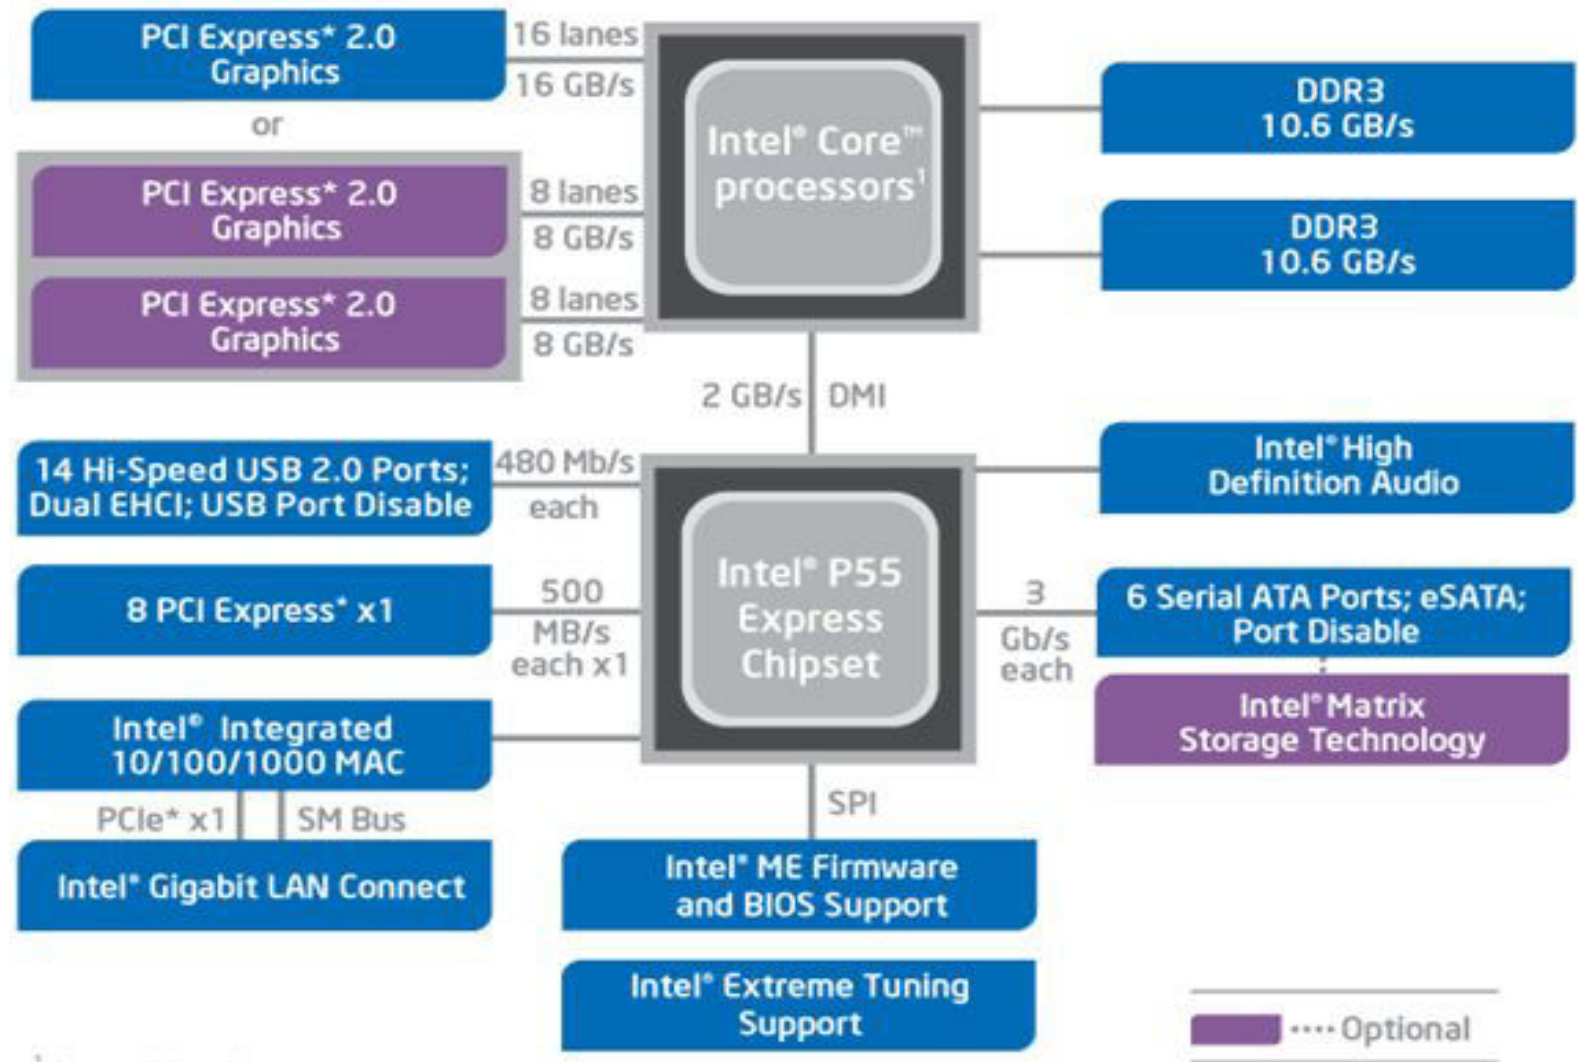 PCI Express* 2.0
Graphics
16 lanes
16 GB/s
or
PCI Express* 2.0
Graphics
8 lanes
8 GB/s
PCI Express* 2.0
Graphics
8 lanes
8 GB/s
Intel® Core™
processors¹
DDR3
10.6 GB/s
DDR3
10.6 GB/s
2 GB/s
DMI
14 Hi-Speed USB 2.0 Ports;
Dual EHCI; USB Port Disable
480 Mb/s
each
8 PCI Express* x1
500
MB/s
each x1
Intel® Integrated
10/100/1000 MAC
PCIe* x1
SM Bus
Intel® Gigabit LAN Connect
Intel® P55
Express
Chipset
Intel® High
Definition Audio
3
Gb/s
each
6 Serial ATA Ports; eSATA;
Port Disable
Intel® Matrix
Storage Technology
SPI
Intel® ME Firmware
and BIOS Support
Intel® Extreme Tuning
Support
Optional